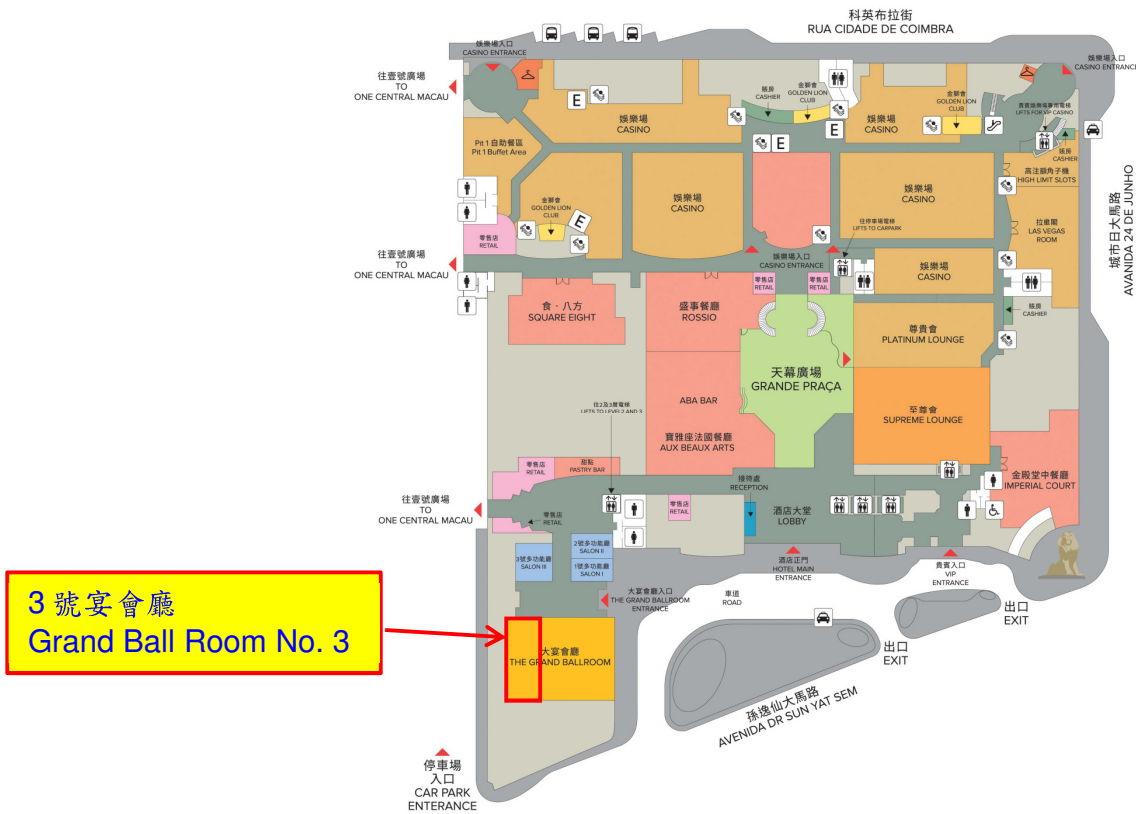 科英布拉街
RUA CIDADE DE COIMBRA
娛樂場入口
CASINO ENTRANCE
娛樂場入口
CASINO ENTRANCE
往壹號廣場
TO
ONE CENTRAL MACAU
E
娛樂場
CASINO
賬房
CASHIER
金獅會
GOLDEN LION
CLUB
E
娛樂場
CASINO
金獅會
GOLDEN LION
CLUB
貴賓娛樂場專用電梯
LIFTS FOR VIP CASINO
賬房
CASHIER
Pit 1 自助餐區
Pit 1 Buffet Area
E
高注額角子機
HIGH LIMIT SLOTS
城市日大馬路
AVANIDA 24 DE JUNHO
金獅會
GOLDEN LION
CLUB
E
娛樂場
CASINO
娛樂場
CASINO
拉維閣
LAS VEGAS
ROOM
零售店
RETAIL
往停車場電梯
LIFTS TO CARPARK
往壹號廣場
TO
ONE CENTRAL MACAU
娛樂場入口
CASINO ENTRANCE
娛樂場
CASINO
零售店
RETAIL
零售店
RETAIL
食‧八方
SQUARE EIGHT
盛事餐廳
ROSSIO
尊貴會
PLATINUM LOUNGE
賬房
CASHIER
天幕廣場
GRANDE PRAÇA
往2及3層電梯
LIFTS TO LEVEL 2 AND 3
ABA BAR
至尊會
SUPREME LOUNGE
寶雅座法國餐廳
AUX BEAUX ARTS
零售店
RETAIL
甜點
PASTRY BAR
接待處
RECEPTION
金殿堂中餐廳
IMPERIAL COURT
往壹號廣場
TO
ONE CENTRAL MACAU
零售店
RETAIL
零售店
RETAIL
酒店大堂
LOBBY
3號多功能廳
SALON III
2號多功能廳
SALON II
1號多功能廳
SALON I
酒店正門
HOTEL MAIN
ENTRANCE
貴賓入口
VIP
ENTRANCE
大宴會廳入口
THE GRAND BALLROOM
ENTRANCE
車道
ROAD
出口
EXIT
出口
EXIT
3 號宴會廳
Grand Ball Room No. 3
大宴會廳
THE GRAND BALLROOM
孫逸仙大馬路
AVENIDA DR SUN YAT SEM
停車場
入口
CAR PARK
ENTERANCE